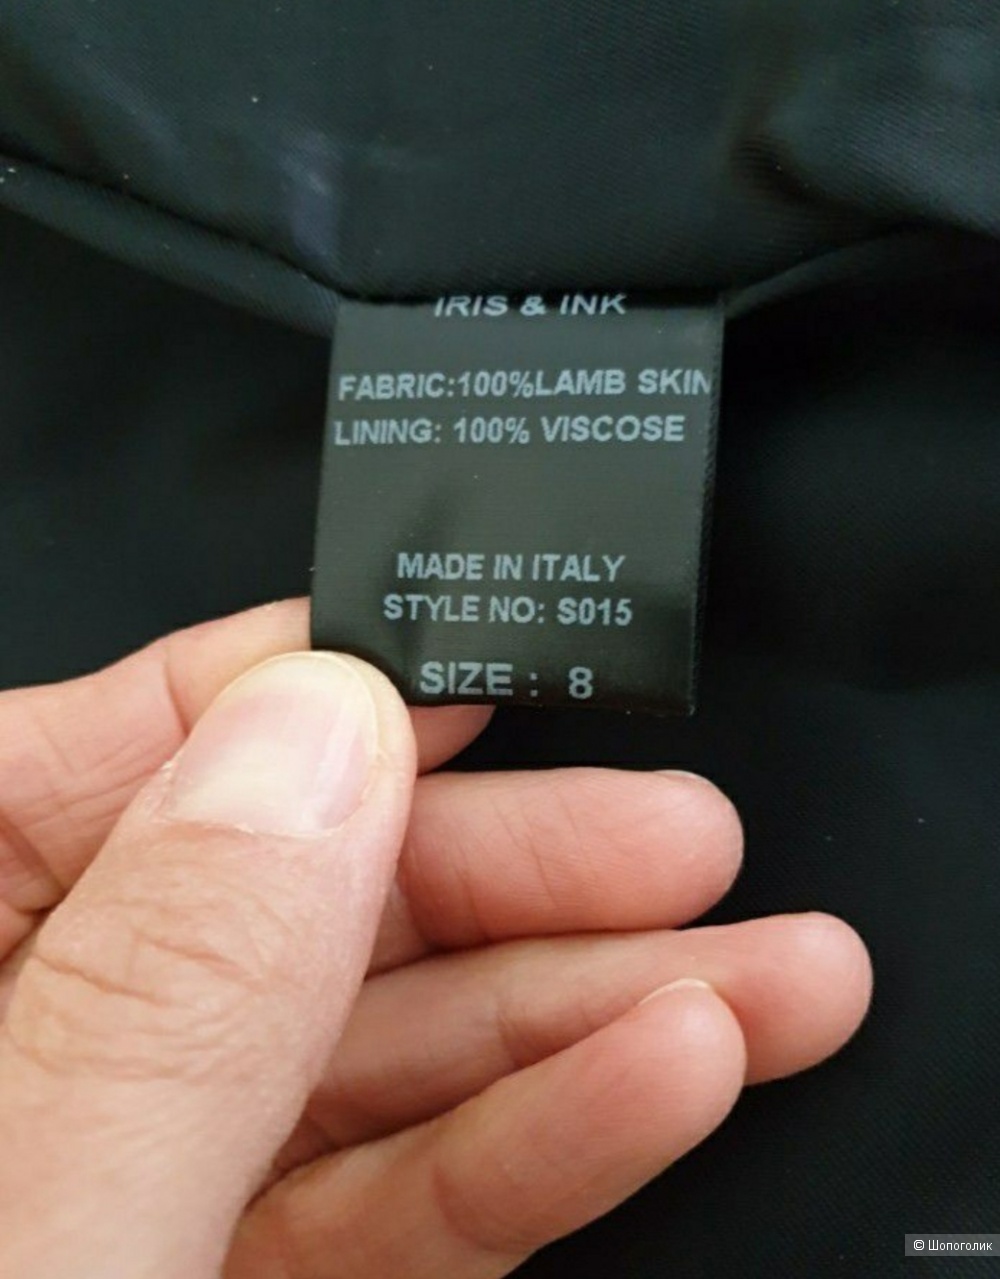 IRIS & INK
FABRIC:100%LAMB SKIN
LINING: 100% VISCOSE
MADE IN ITALY
STYLE NO: S015
SIZE : 8
© Шопоголик